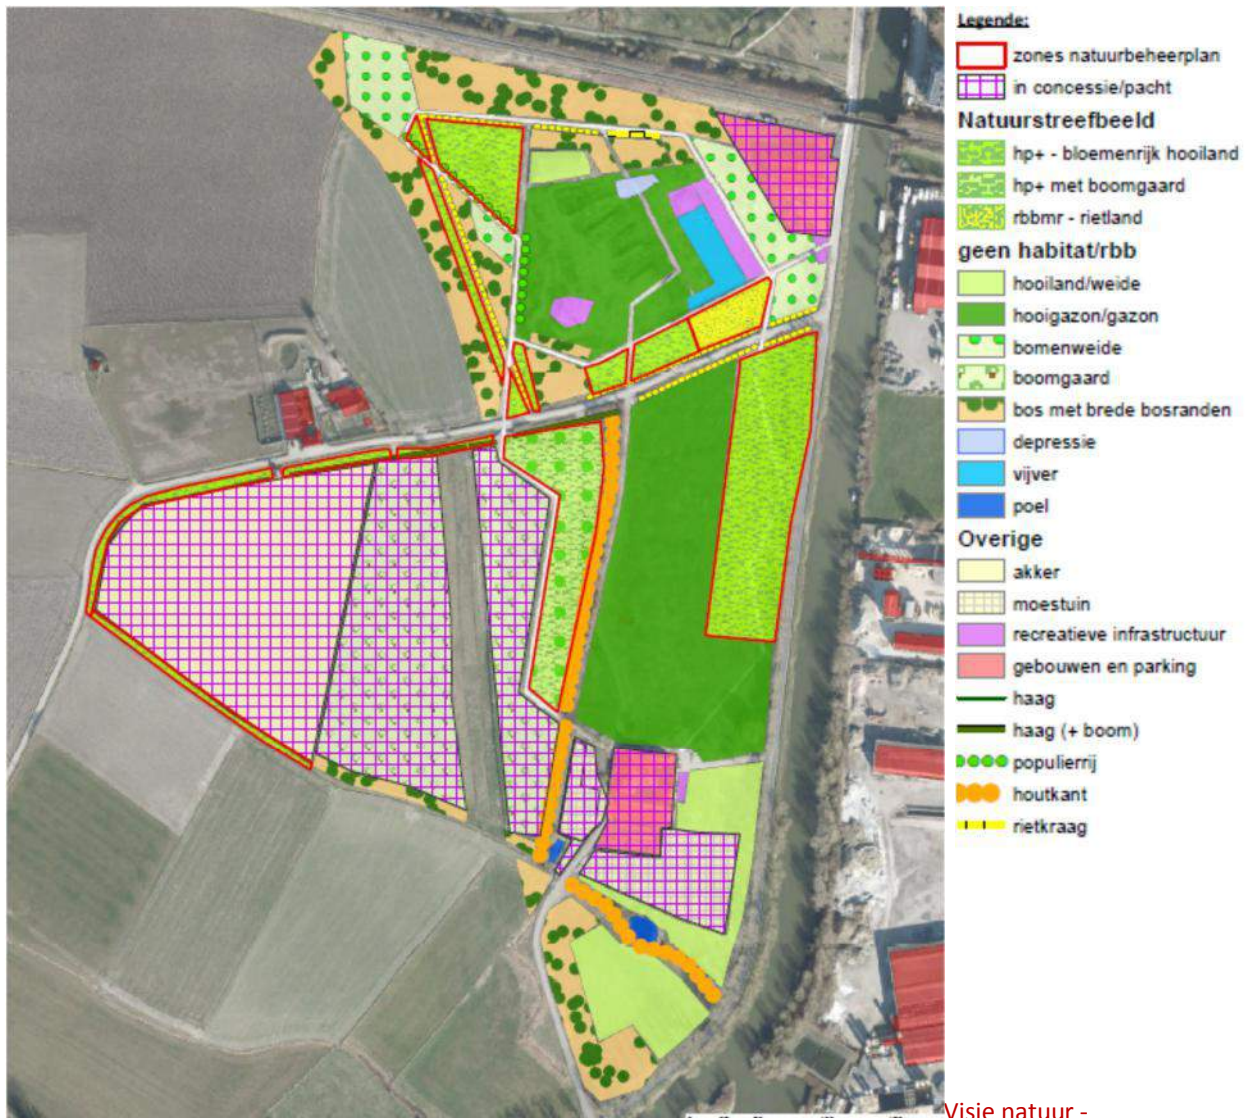 Legende:
zones natuurbeheerplan
in concessie/pacht
Natuurstreefbeeld
hp+ - bloemenrijk hooiland
hp+ met boomgaard
rbbmr - rietland
geen habitat/rbb
hooiland/weide
hooigazon/gazon
bomenweide
boomgaard
bos met brede bosranden
depressie
vijver
poel
Overige
akker
moestuin
recreatieve infrastructuur
gebouwen en parking
haag
haag (+ boom)
populierrij
houtkant
rietkraag
Visie natuur -